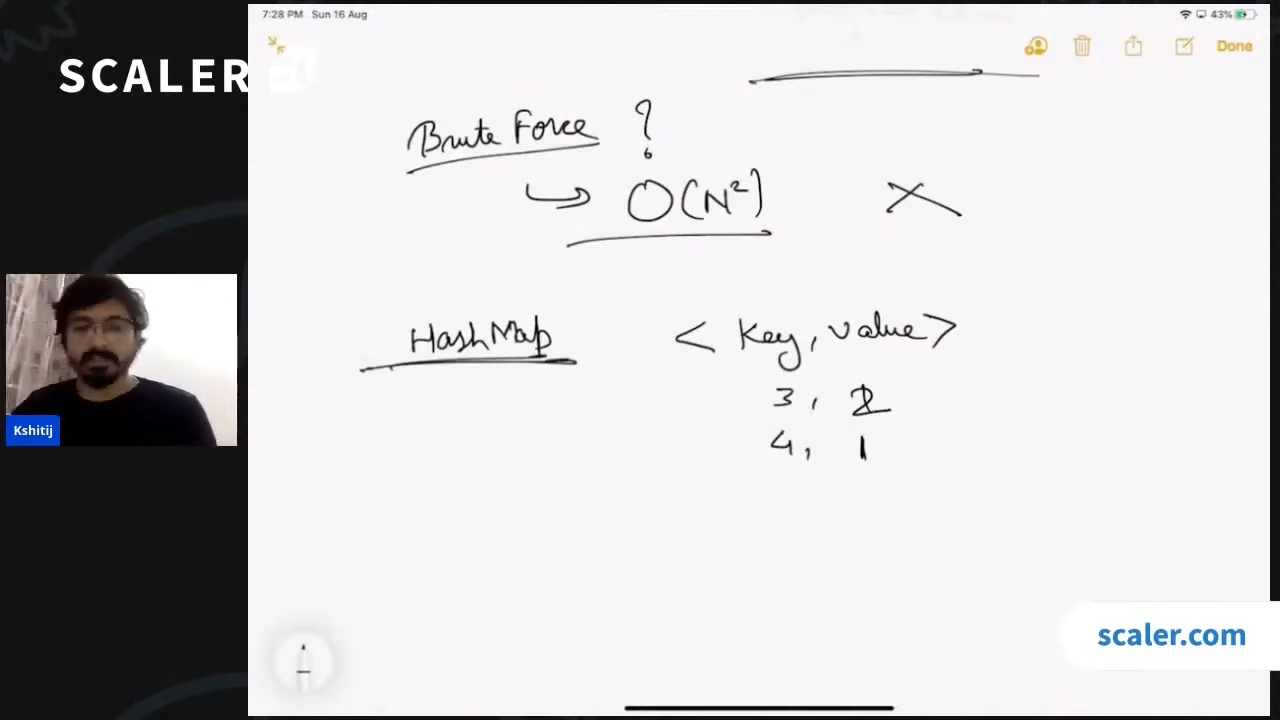 7:28 PM Sun 16 Aug
43%
Done
SCALER
Brute Force ?
O(N²)
HashMap < Key, value >
3, 2
4, 1
Kshitij
scaler.com